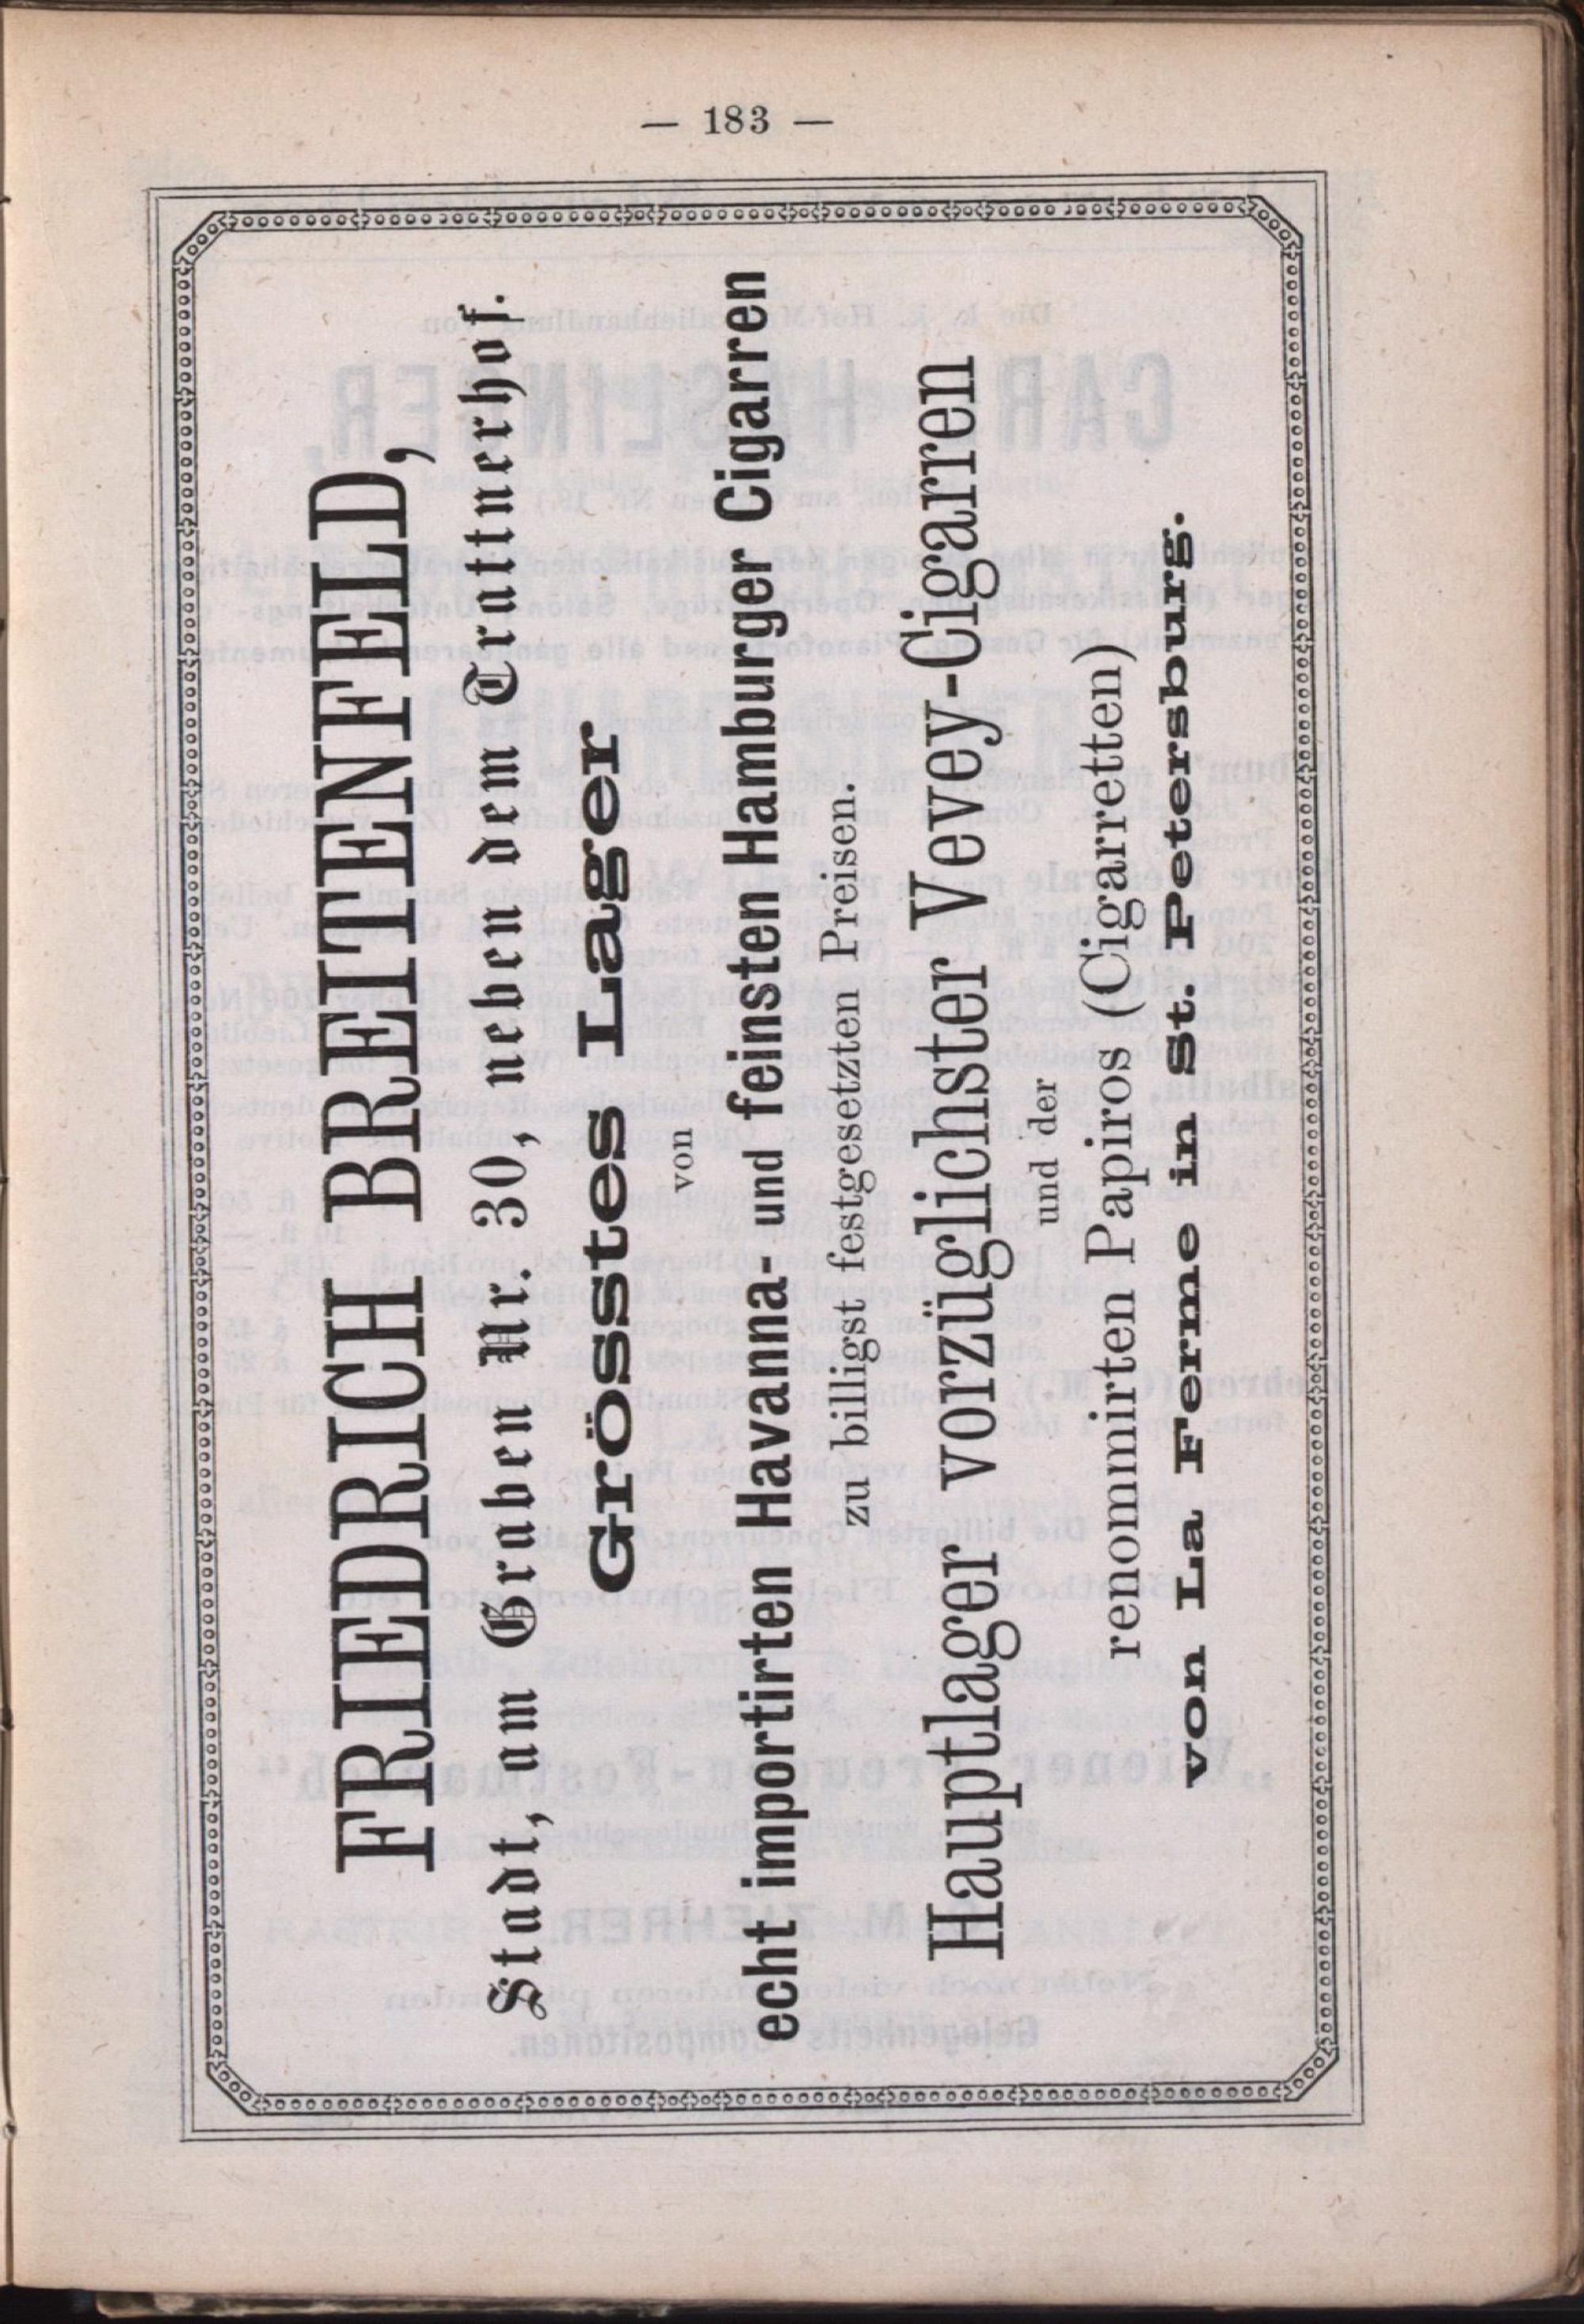 — 183 —
FRIEDRICH BREITENFELD,
Stadt, am Graben Nr. 30, neben dem Trattnerhof.
Grösstes Lager
von
echt importirten Havanna- und feinsten Hamburger Cigarren
zu billigst festgesetzten Preisen.
Hauptlager vorzüglichster Vevey-Cigarren
und der
renommirten Papiros (Cigarretten)
von La Ferme in St. Petersburg.